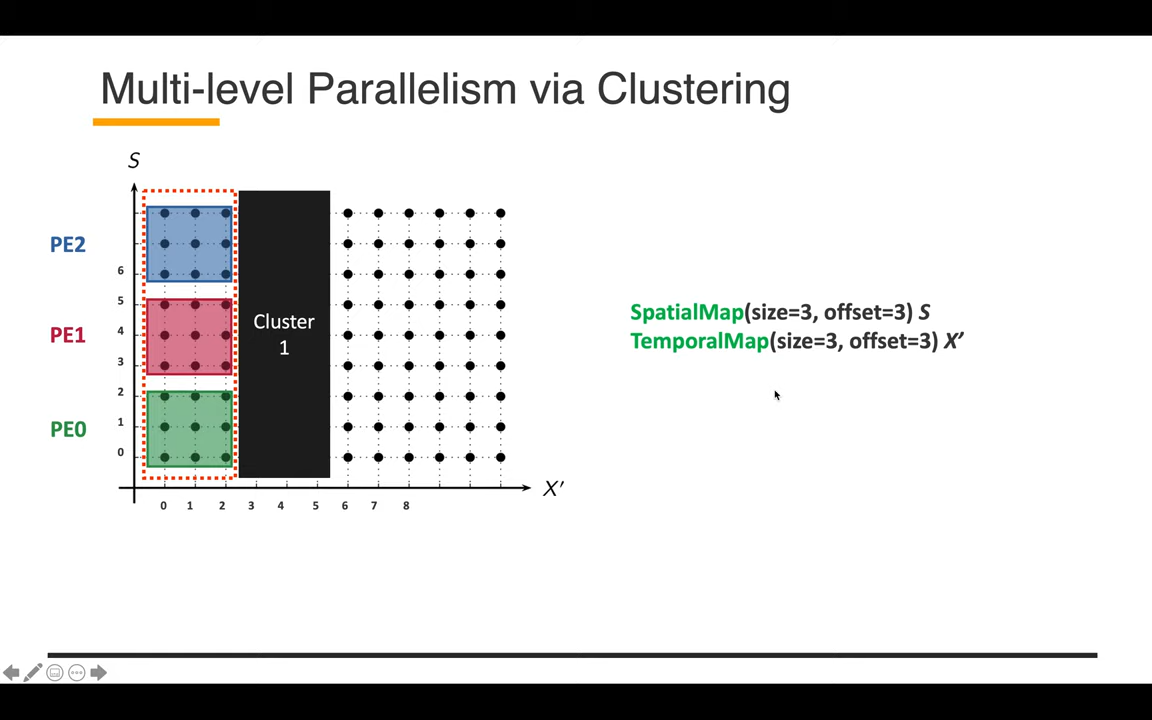 Multi-level Parallelism via Clustering
S
PE2
PE1
PE0
6
5
4
3
2
1
0
Cluster
1
0 1 2 3 4 5 6 7 8
X'
SpatialMap(size=3, offset=3) S
TemporalMap(size=3, offset=3) X'